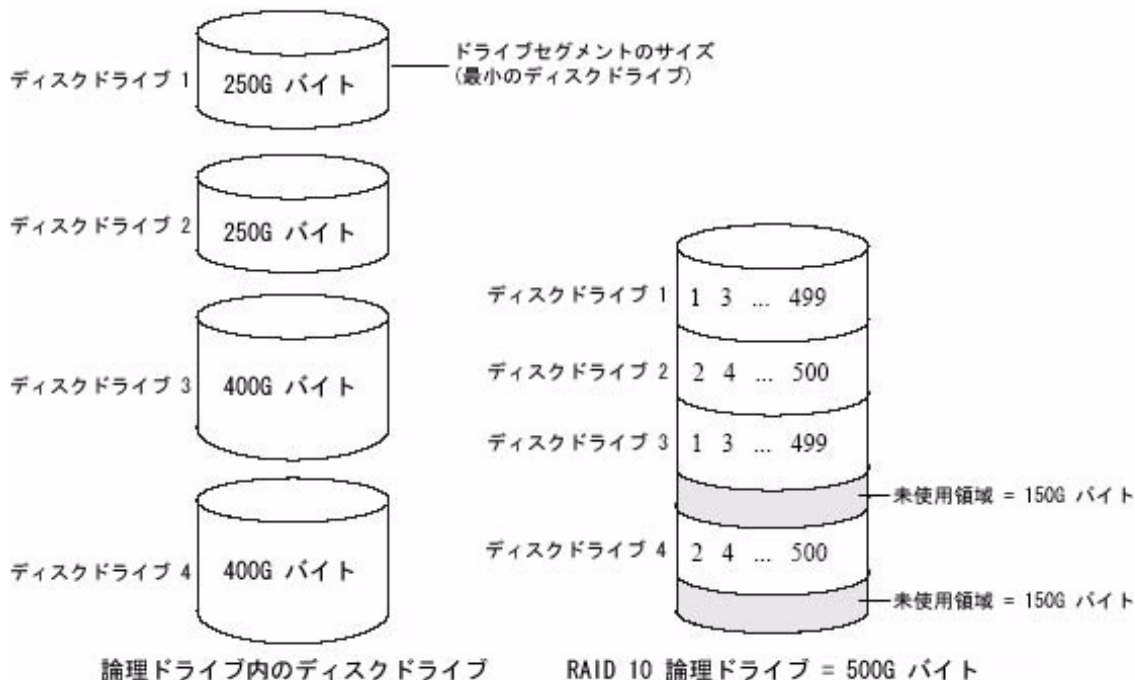 ディスクドライブ 1
250G バイト
ドライブセグメントのサイズ
(最小のディスクドライブ)
ディスクドライブ 2
250G バイト
ディスクドライブ 3
400G バイト
ディスクドライブ 4
400G バイト
論理ドライブ内のディスクドライブ
ディスクドライブ 1
1 3 ... 499
ディスクドライブ 2
2 4 ... 500
ディスクドライブ 3
1 3 ... 499
未使用領域 = 150G バイト
ディスクドライブ 4
2 4 ... 500
未使用領域 = 150G バイト
RAID 10 論理ドライブ = 500G バイト